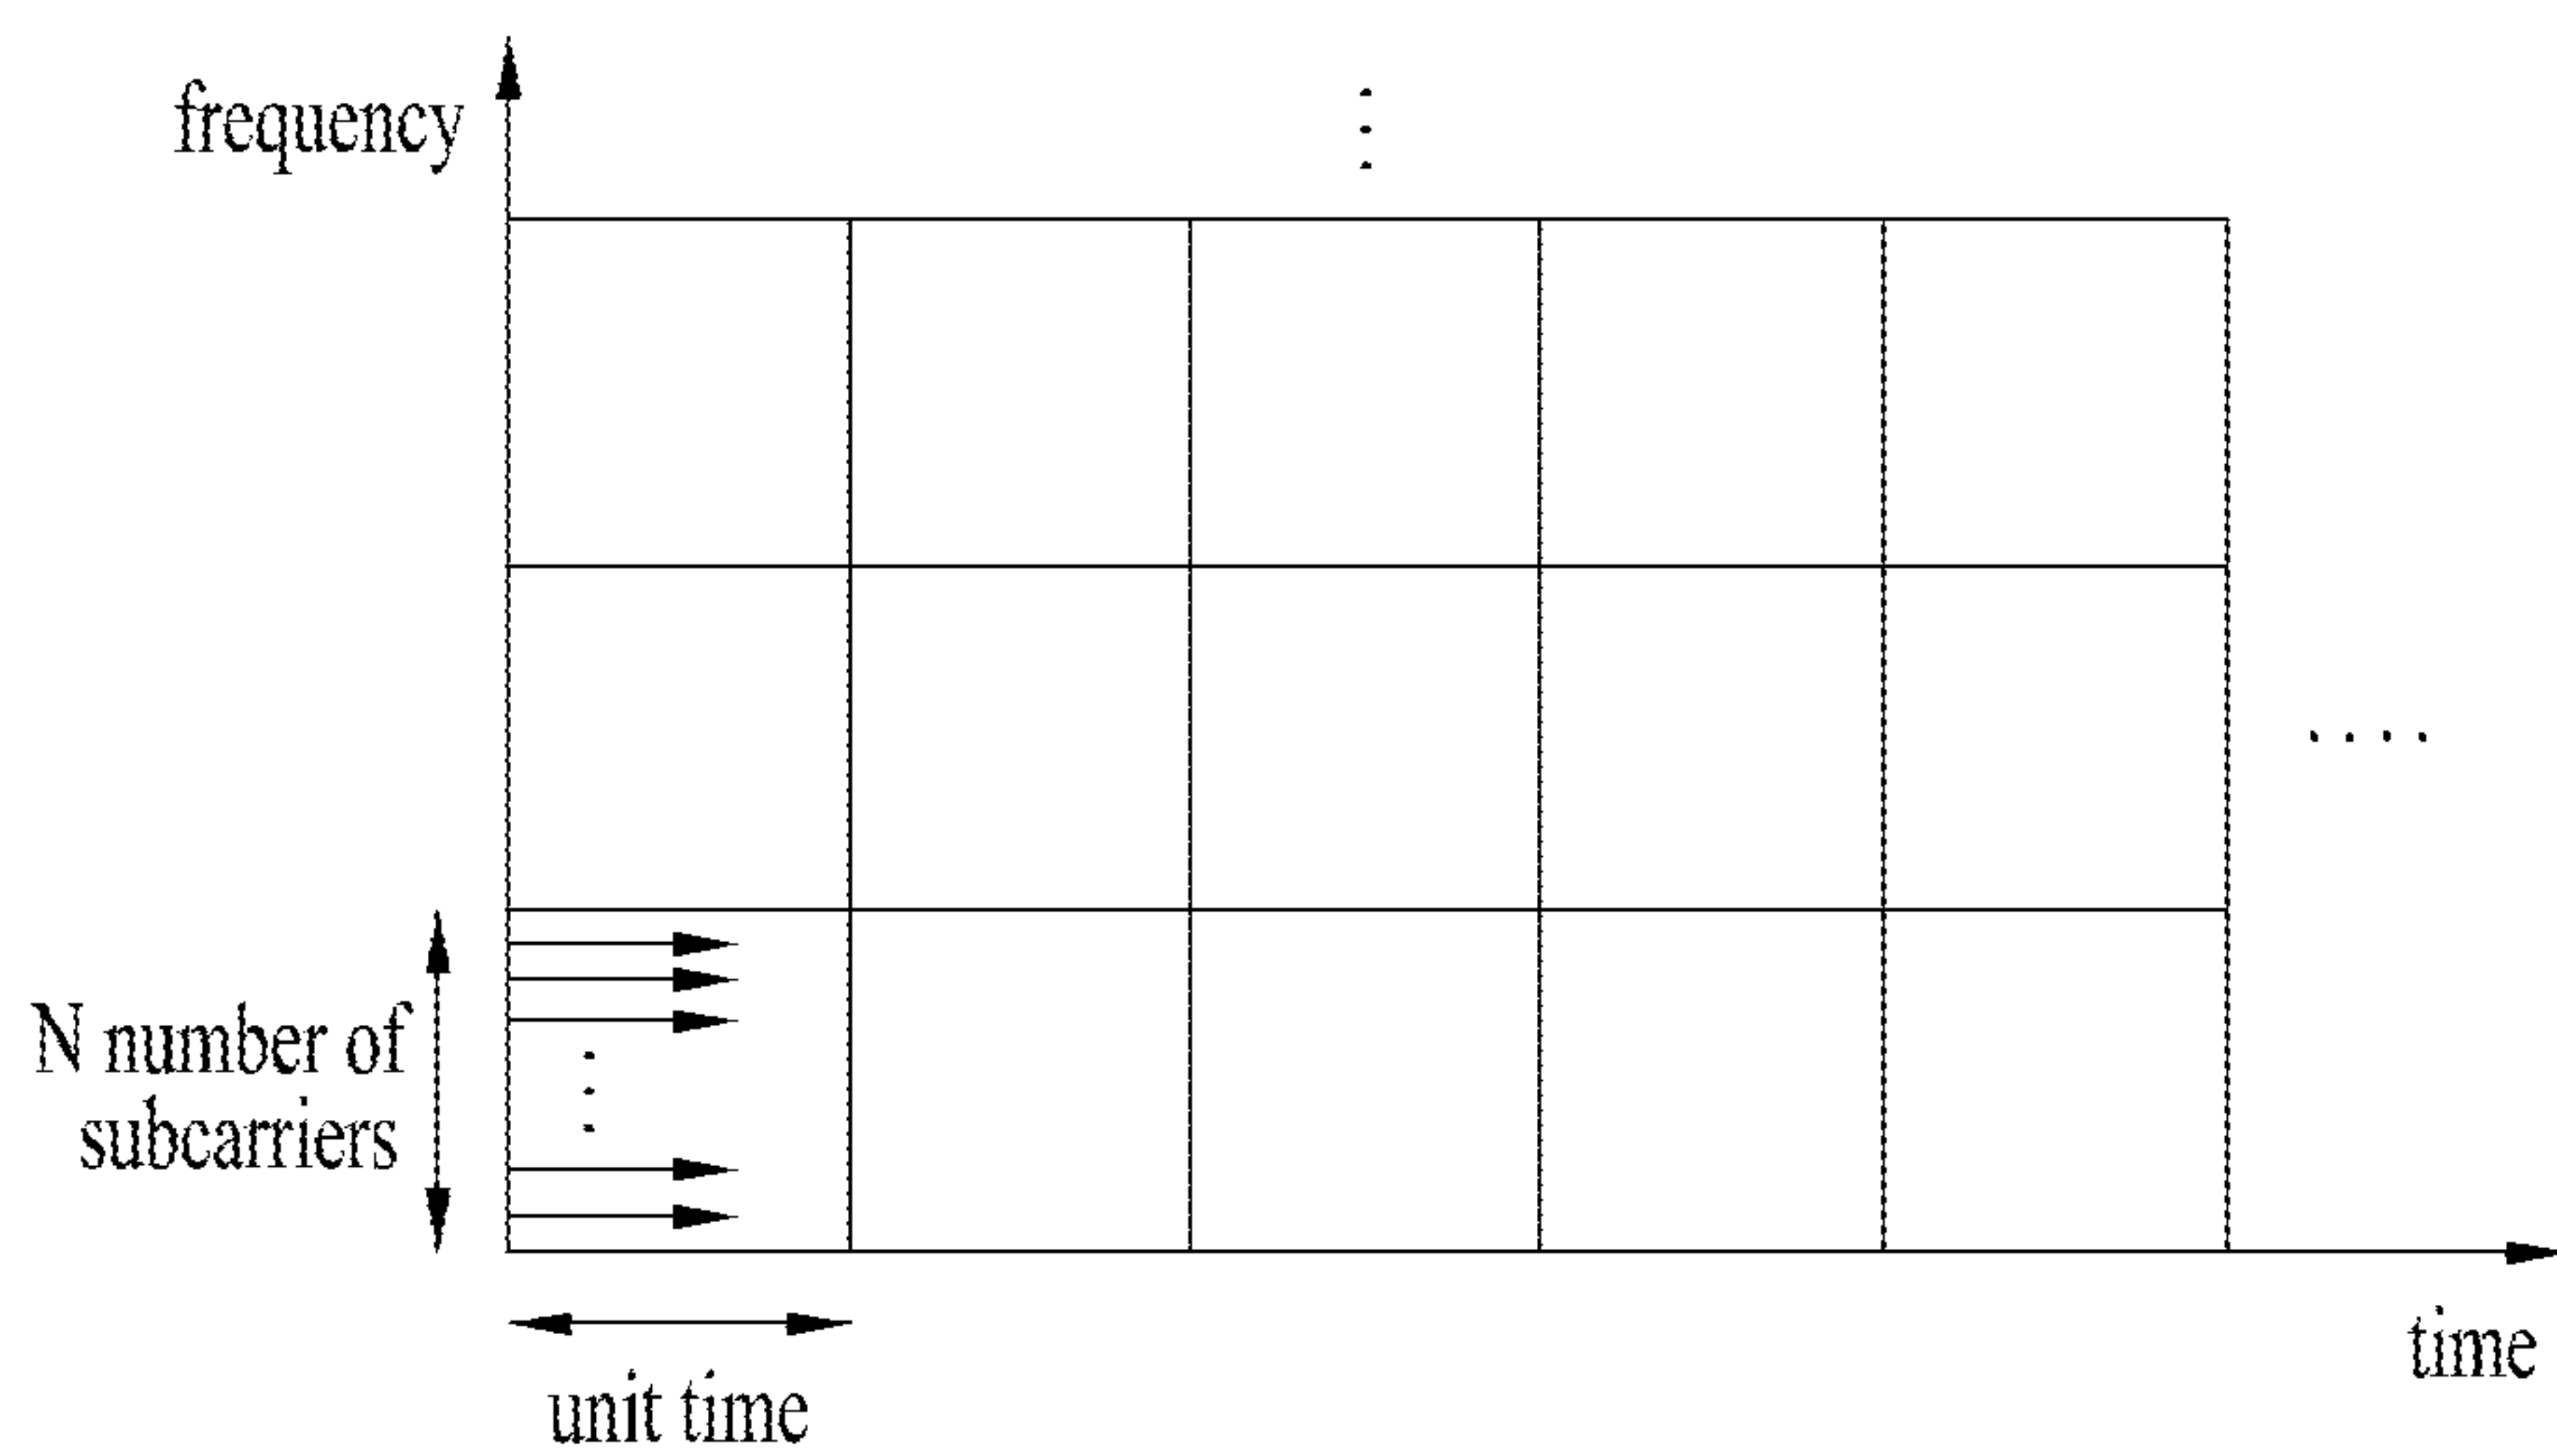 frequency
N number of
subcarriers
unit time
time